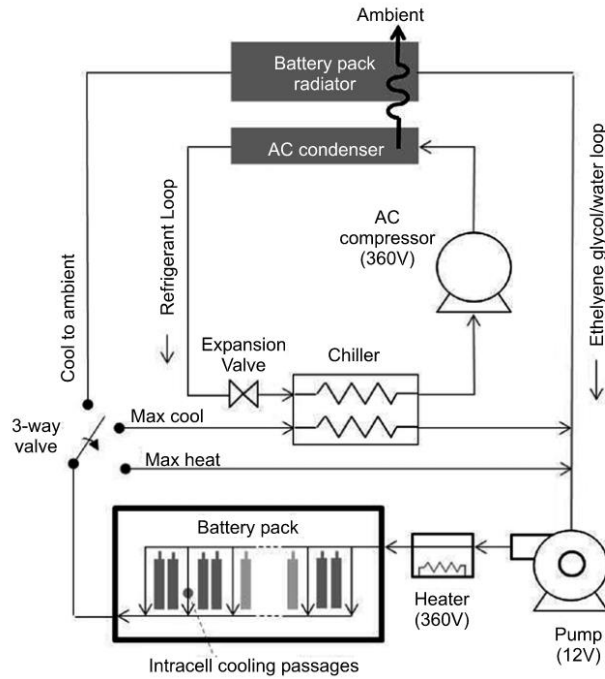 Ambient
Battery pack
radiator
AC condenser
Cool to ambient
Refrigerant Loop
AC
compressor
(360V)
Ethelyene glycol/water loop
Expansion
Valve
Chiller
3-way
valve
Max cool
Max heat
Battery pack
Heater
(360V)
Pump
(12V)
Intracell cooling passages